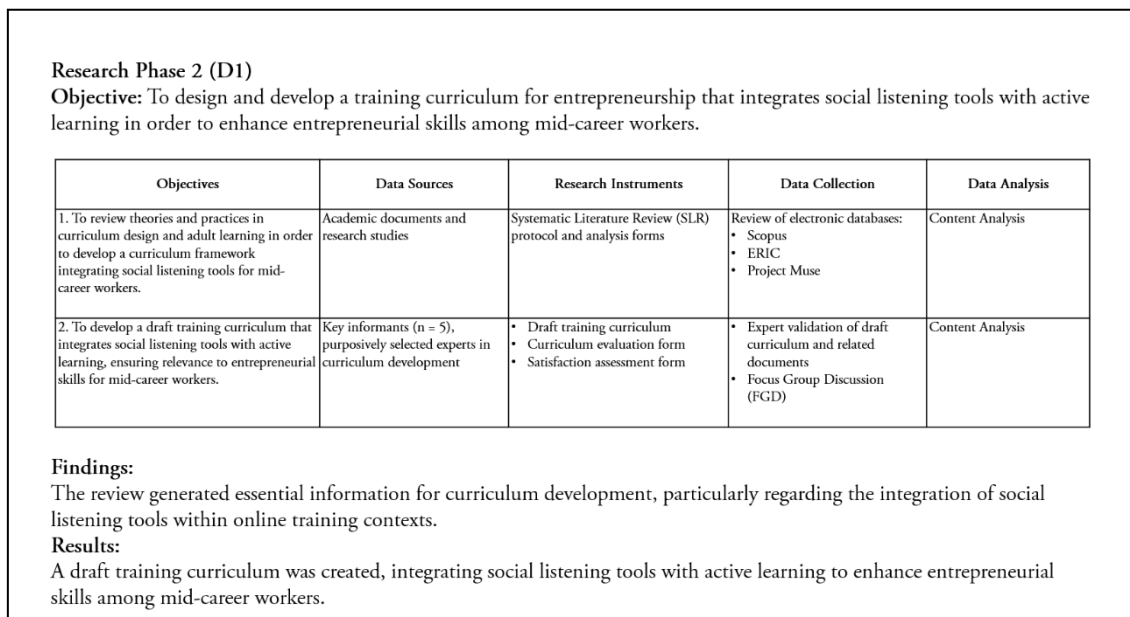 Research Phase 2 (D1)
Objective: To design and develop a training curriculum for entrepreneurship that integrates social listening tools with active
learning in order to enhance entrepreneurial skills among mid-career workers.
Objectives
Data Sources
Research Instruments
Data Collection
Data Analysis
1. To review theories and practices in
curriculum design and adult learning in order
to develop a curriculum framework
integrating social listening tools for mid-
career workers.
Academic documents and
research studies
Systematic Literature Review (SLR)
protocol and analysis forms
Review of electronic databases:
• Scopus
• ERIC
• Project Muse
Content Analysis
2. To develop a draft training curriculum that
integrates social listening tools with active
learning, ensuring relevance to entrepreneurial
skills for mid-career workers.
Key informants (n = 5),
purposively selected experts in
curriculum development
• Draft training curriculum
• Curriculum evaluation form
• Satisfaction assessment form
• Expert validation of draft
curriculum and related
documents
• Focus Group Discussion
(FGD)
Content Analysis
Findings:
The review generated essential information for curriculum development, particularly regarding the integration of social
listening tools within online training contexts.
Results:
A draft training curriculum was created, integrating social listening tools with active learning to enhance entrepreneurial
skills among mid-career workers.